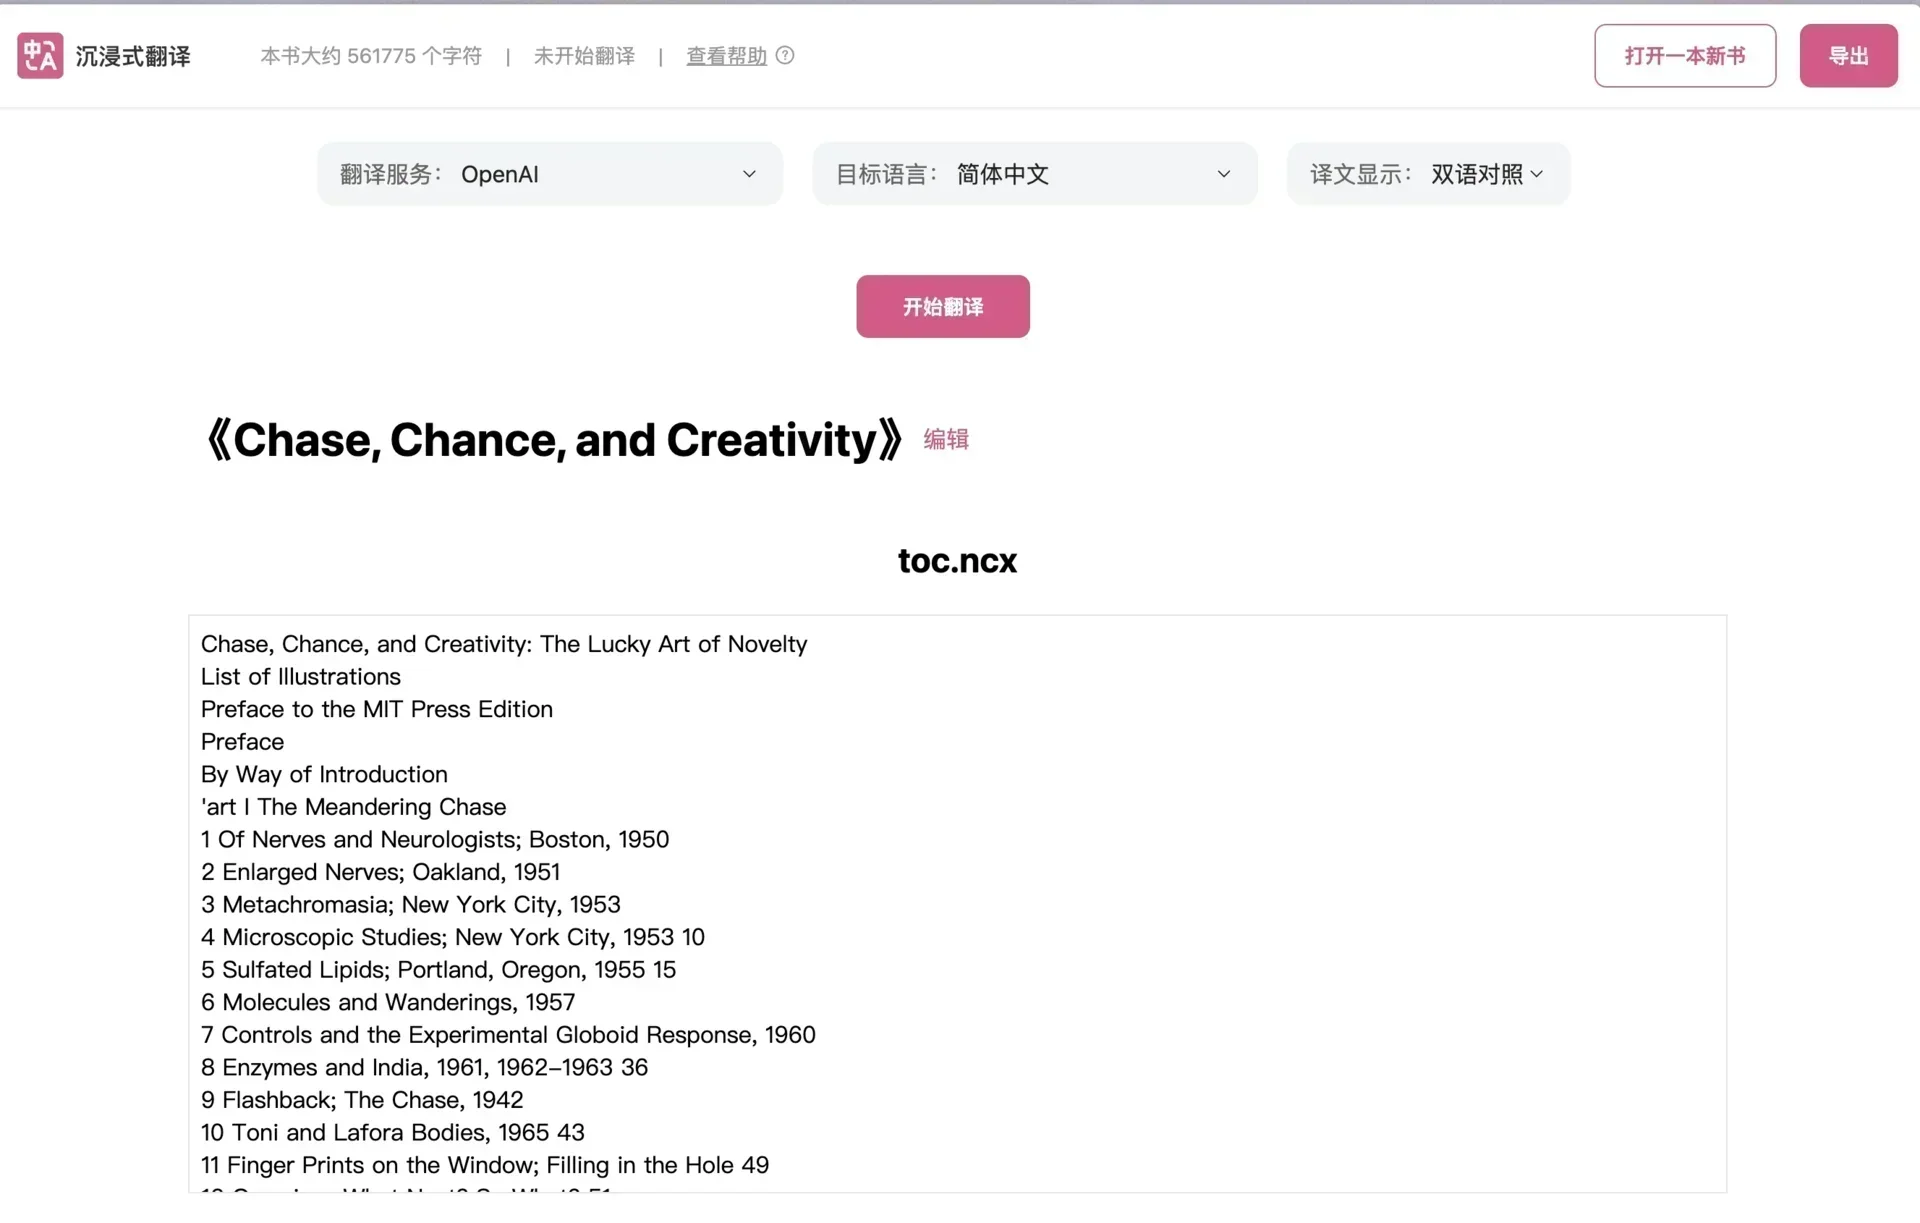 沉浸式翻译
本书大约 561775 个字符 | 未开始翻译 | 查看帮助
打开一本新书
导出
翻译服务： OpenAI
目标语言： 简体中文
译文显示： 双语对照
开始翻译
《Chase, Chance, and Creativity》 编辑
toc.ncx
Chase, Chance, and Creativity: The Lucky Art of Novelty
List of Illustrations
Preface to the MIT Press Edition
Preface
By Way of Introduction
'art I The Meandering Chase
1 Of Nerves and Neurologists; Boston, 1950
2 Enlarged Nerves; Oakland, 1951
3 Metachromasia; New York City, 1953
4 Microscopic Studies; New York City, 1953 10
5 Sulfated Lipids; Portland, Oregon, 1955 15
6 Molecules and Wanderings, 1957
7 Controls and the Experimental Globoid Response, 1960
8 Enzymes and India, 1961, 1962–1963 36
9 Flashback; The Chase, 1942
10 Toni and Lafora Bodies, 1965 43
11 Finger Prints on the Window; Filling in the Hole 49